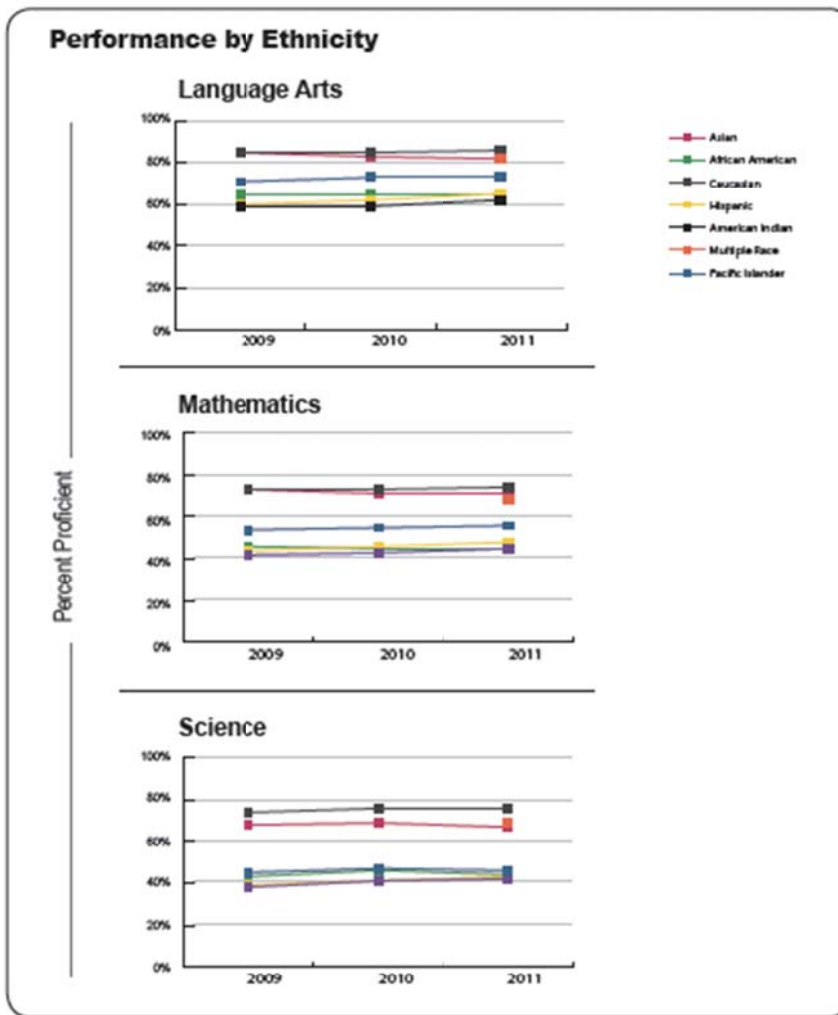 Performance by Ethnicity
Language Arts
100%
80%
60%
40%
20%
0%
2009 2010 2011
Asian
African American
Caucasian
Hispanic
American Indian
Multiple Race
Pacific Islander
Percent Proficient
Mathematics
100%
80%
60%
40%
20%
0%
2009 2010 2011
Science
100%
80%
60%
40%
20%
0%
2009 2010 2011